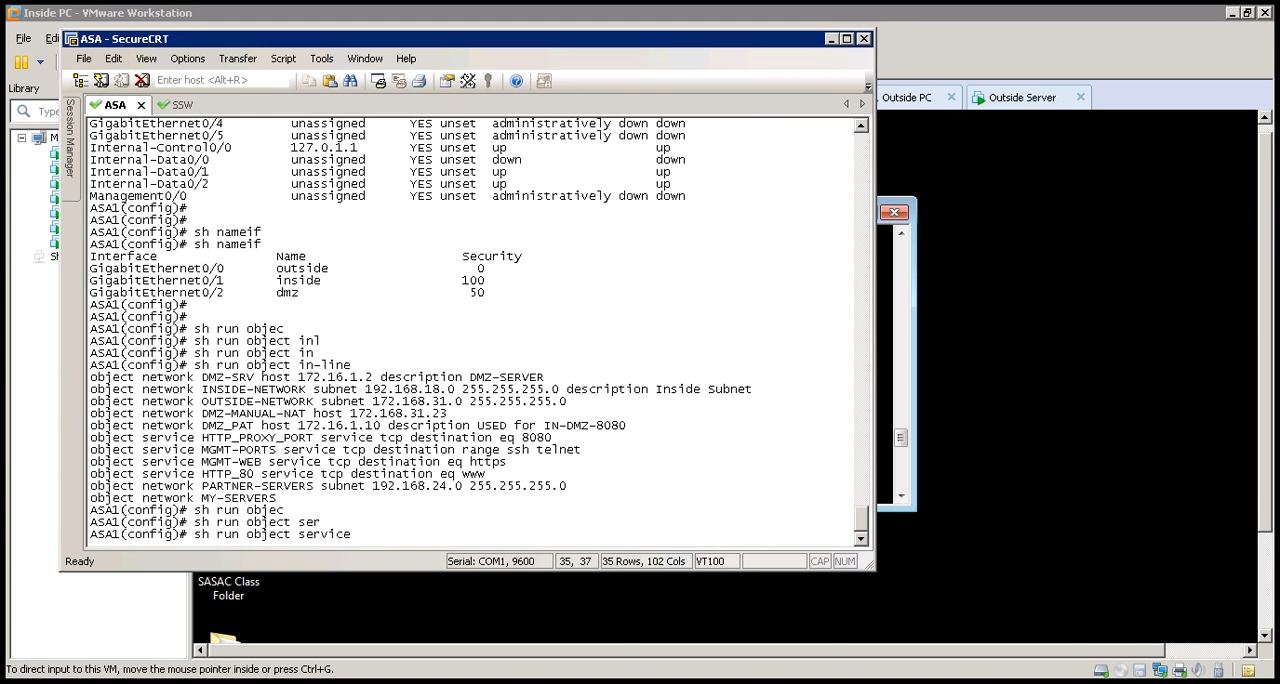 Inside PC - VMware Workstation
File
Library
ASA - SecureCRT
File Edit View Options Transfer Script Tools Window Help
Enter host <Alt+R>
ASA
SSW
Session Manager
Outside PC
Outside Server
GigabitEthernet0/4 unassigned YES unset administratively down down
GigabitEthernet0/5 unassigned YES unset administratively down down
Internal-Control0/0 127.0.1.1 YES unset up up
Internal-Data0/0 unassigned YES unset down down
Internal-Data0/1 unassigned YES unset up up
Internal-Data0/2 unassigned YES unset up up
Management0/0 unassigned YES unset administratively down down
ASA1(config)#
ASA1(config)#
ASA1(config)# sh nameif
ASA1(config)# sh nameif
Interface Name Security
GigabitEthernet0/0 outside 0
GigabitEthernet0/1 inside 100
GigabitEthernet0/2 dmz 50
ASA1(config)#
ASA1(config)#
ASA1(config)# sh run objec
ASA1(config)# sh run object inl
ASA1(config)# sh run object in
ASA1(config)# sh run object in-line
object network DMZ-SRV host 172.16.1.2 description DMZ-SERVER
object network INSIDE-NETWORK subnet 192.168.18.0 255.255.255.0 description Inside Subnet
object network OUTSIDE-NETWORK subnet 172.168.31.0 255.255.255.0
object network DMZ-MANUAL-NAT host 172.168.31.23
object network DMZ_PAT host 172.16.1.10 description USED for IN-DMZ-8080
object service HTTP_PROXY_PORT service tcp destination eq 8080
object service MGMT-PORTS service tcp destination range ssh telnet
object service MGMT-WEB service tcp destination eq https
object service HTTP_80 service tcp destination eq www
object network PARTNER-SERVERS subnet 192.168.24.0 255.255.255.0
object network MY-SERVERS
ASA1(config)# sh run objec
ASA1(config)# sh run object ser
ASA1(config)# sh run object service
Ready
Serial: COM1, 9600
35, 37
35 Rows, 102 Cols
VT100
CAP
NUM
SASAC Class
Folder
To direct input to this VM, move the mouse pointer inside or press Ctrl+G.